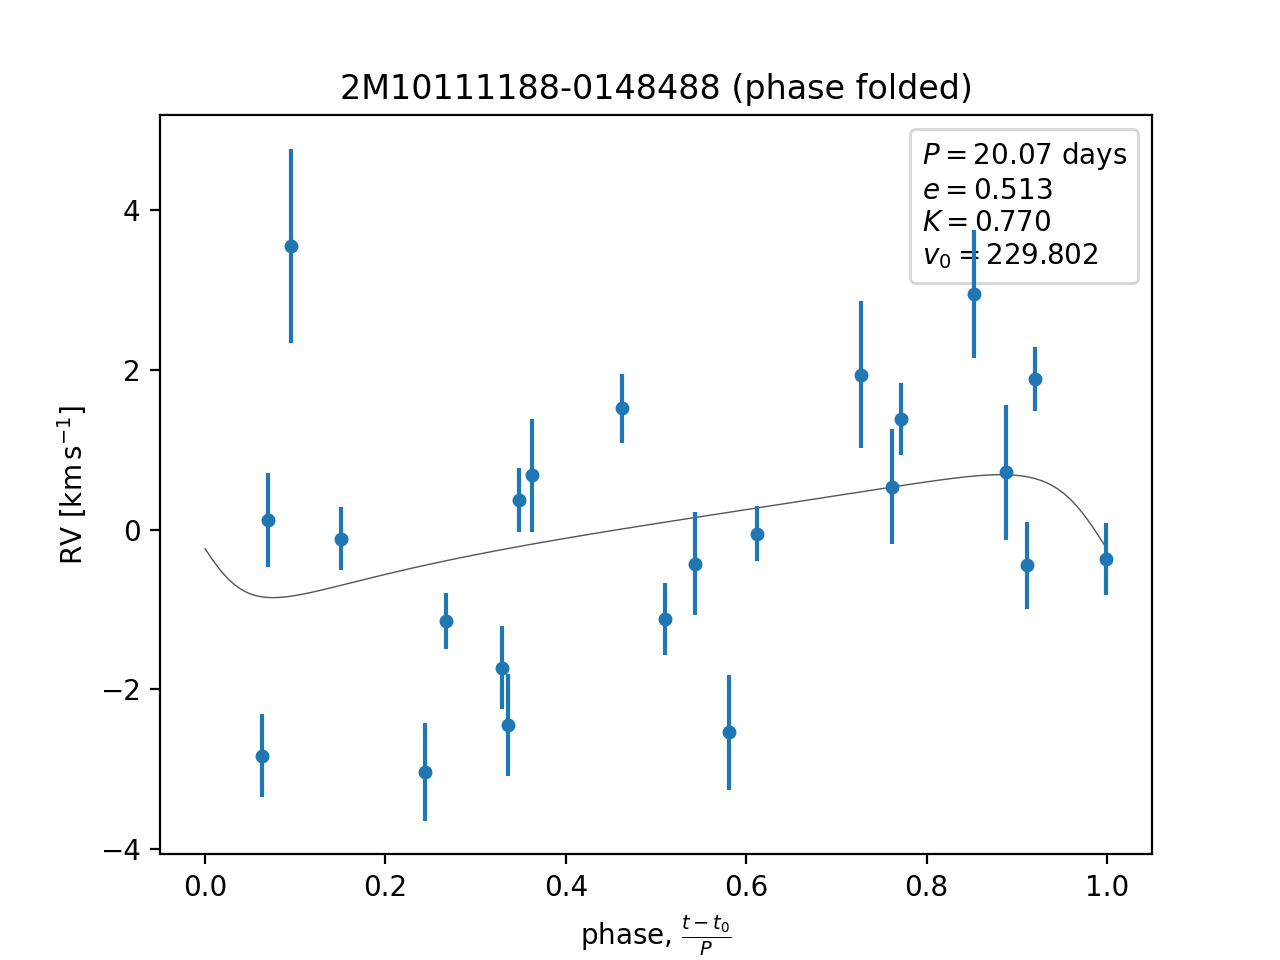 2M10111188-0148488 (phase folded)
P = 20.07 days
e = 0.513
K = 0.770
v₀ = 229.802
4
2
0
−2
−4
RV [km s⁻¹]
0.0 0.2 0.4 0.6 0.8 1.0
phase, (t − t₀)/P